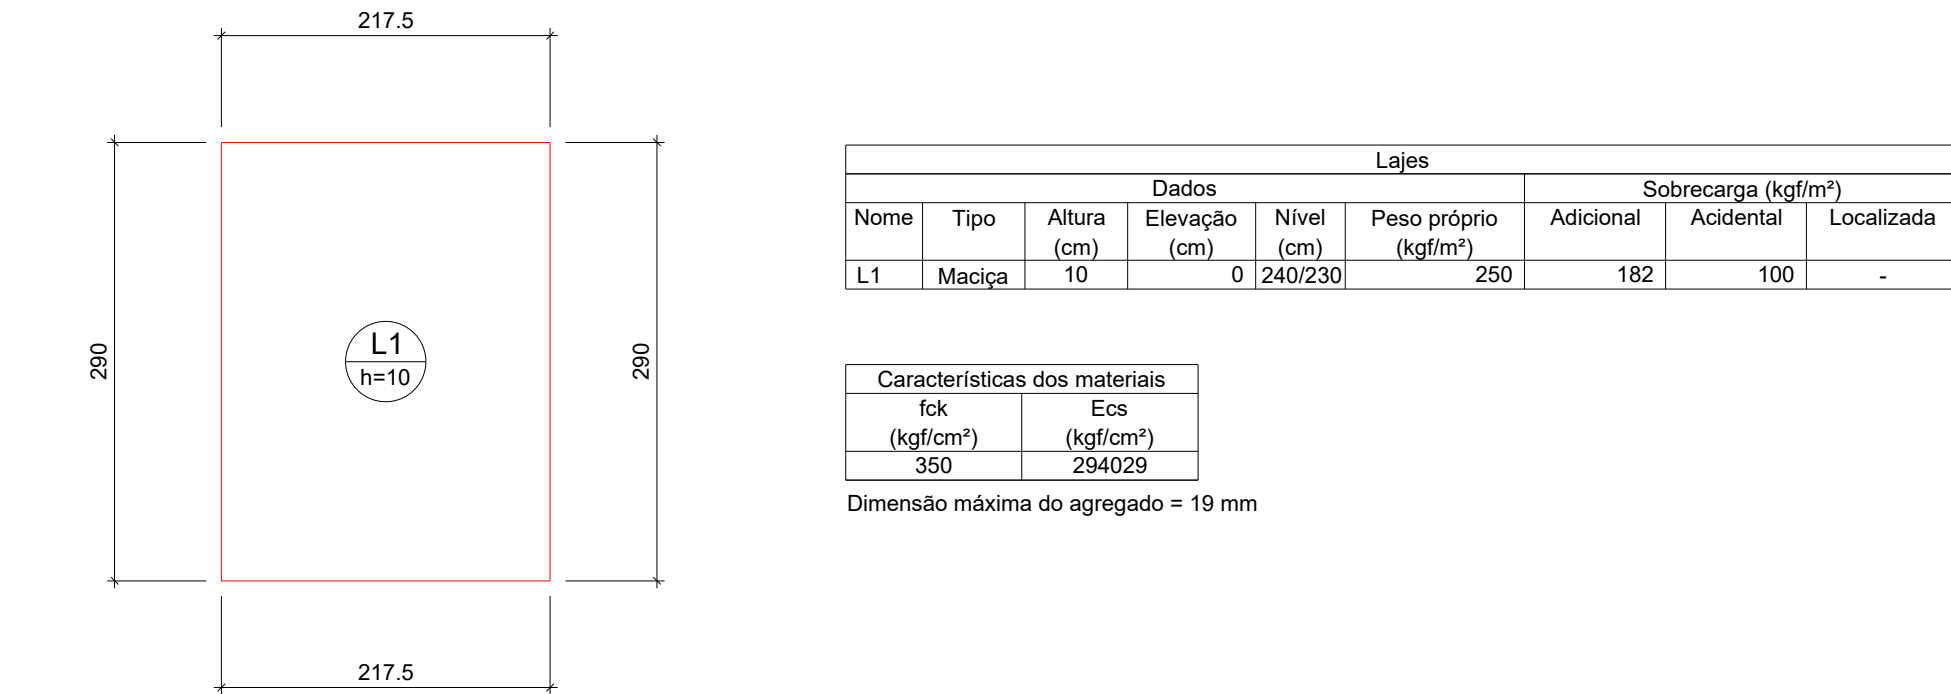 217.5
290
290
L1
h=10
217.5
Lajes
Dados Sobrecarga (kgf/m²)
Nome Tipo Altura Elevação Nível Peso próprio Adicional Acidental Localizada
(cm) (cm) (cm) (kgf/m²)
L1 Maciça 10 0 240/230 250 182 100 -
Características dos materiais
fck Ecs
(kgf/cm²) (kgf/cm²)
350 294029
Dimensão máxima do agregado = 19 mm